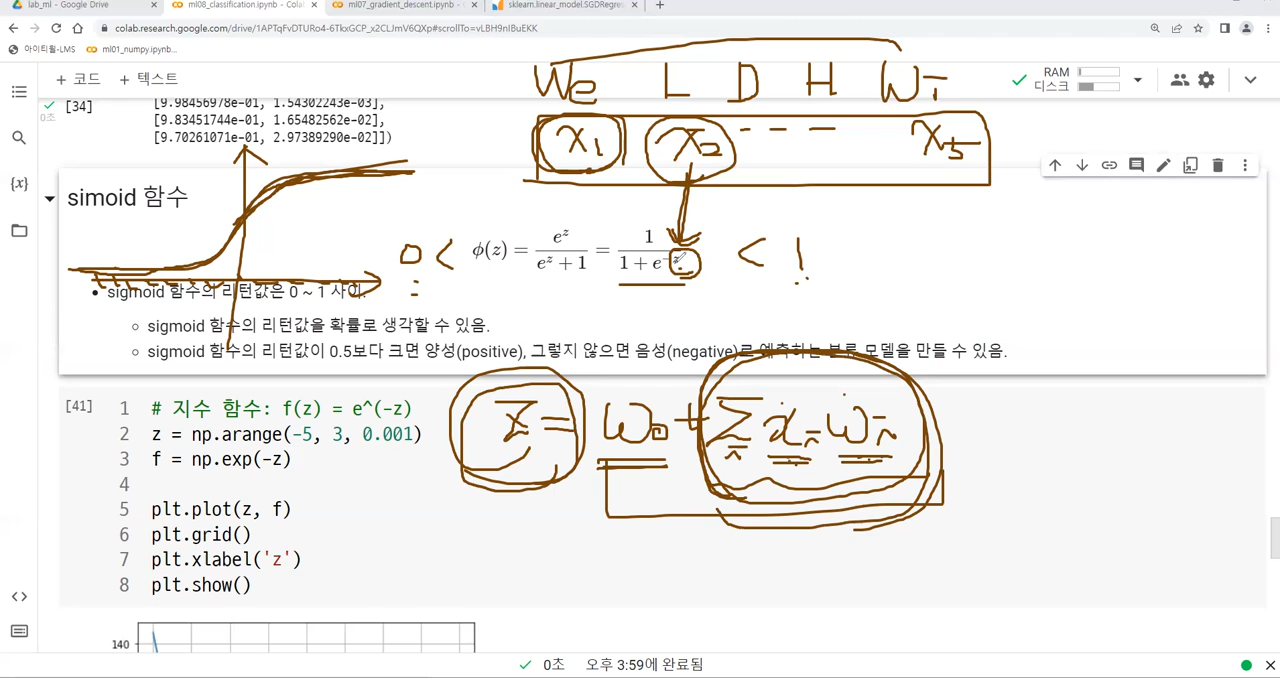 lab_ml - Google Drive
ml08_classification.ipynb - Colab
ml07_gradient_descent.ipynb - C
sklearn.linear_model.SGDRegres
colab.research.google.com/drive/1APTqFvDTURo4-6TkxGCP_x2CLJmV6QXp#scrollTo=vLBH9nIBuEKK
아이티윌-LMS
ml01_numpy.ipynb...
+ 코드 + 텍스트
We L D H Wi
RAM
디스크
[34]
[9.98456978e-01, 1.54302243e-03],
0초
[9.83451744e-01, 1.65482562e-02],
[9.70261071e-01, 2.97389290e-02]])
x1 x2 - - - x5
simoid 함수
0 < ϕ(z) = e^z / (e^z + 1) = 1 / (1 + e^-z) < 1
• sigmoid 함수의 리턴값은 0 ~ 1 사이.
sigmoid 함수의 리턴값을 확률로 생각할 수 있음.
sigmoid 함수의 리턴값이 0.5보다 크면 양성(positive), 그렇지 않으면 음성(negative)로 예측하는 분류 모델을 만들 수 있음.
z = w0 + Σi xi wi
[41]
1 # 지수 함수: f(z) = e^(-z)
2 z = np.arange(-5, 3, 0.001)
3 f = np.exp(-z)
4
5 plt.plot(z, f)
6 plt.grid()
7 plt.xlabel('z')
8 plt.show()
140
0초 오후 3:59에 완료됨